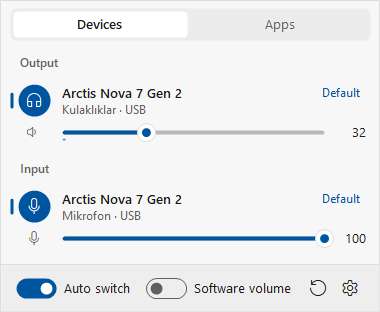 Devices
Apps
Output
Arctis Nova 7 Gen 2
Default
Kulaklıklar · USB
32
Input
Arctis Nova 7 Gen 2
Default
Mikrofon · USB
100
Auto switch
Software volume